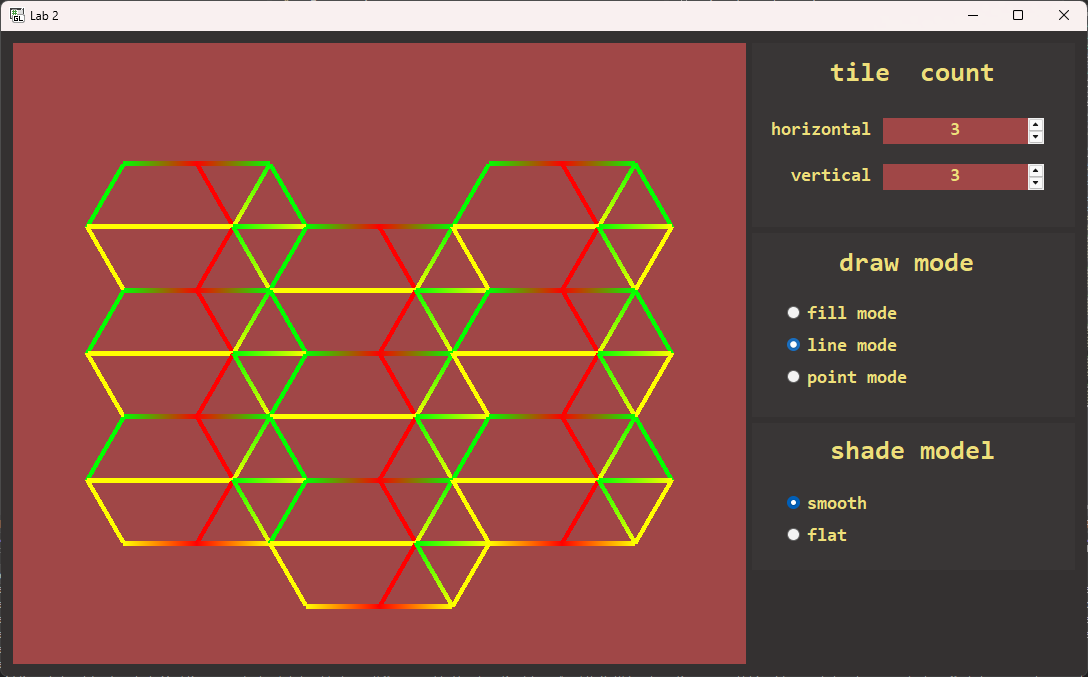 GL Lab 2
tile count
horizontal 3
vertical 3
draw mode
fill mode
line mode
point mode
shade model
smooth
flat